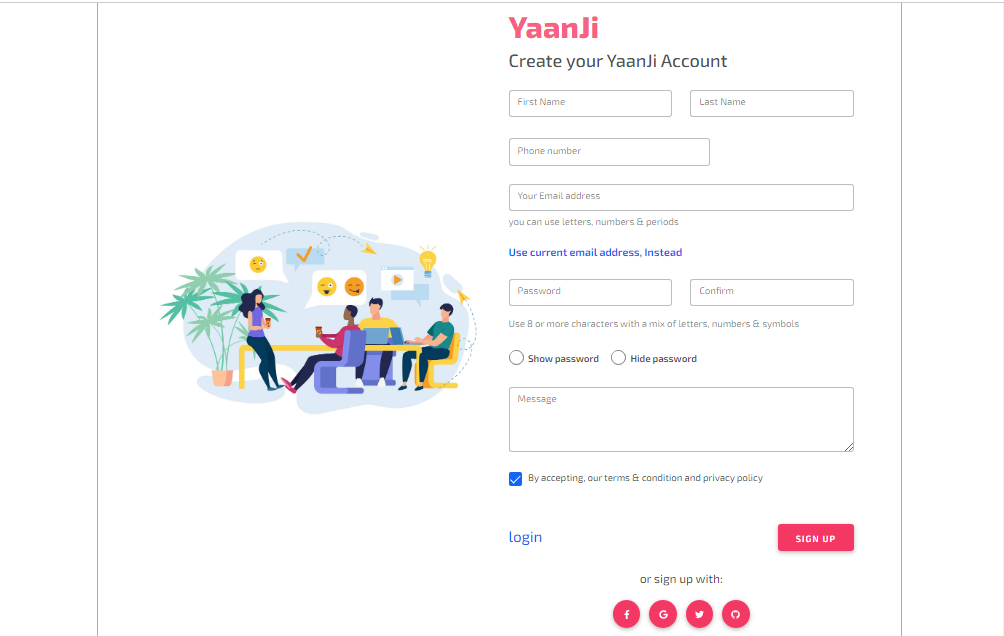 YaanJi
Create your YaanJi Account
First Name Last Name
Phone number
Your Email address
you can use letters, numbers & periods
Use current email address, Instead
Password Confirm
Use 8 or more characters with a mix of letters, numbers & symbols
Show password Hide password
Message
By accepting, our terms & condition and privacy policy
login SIGN UP
or sign up with: